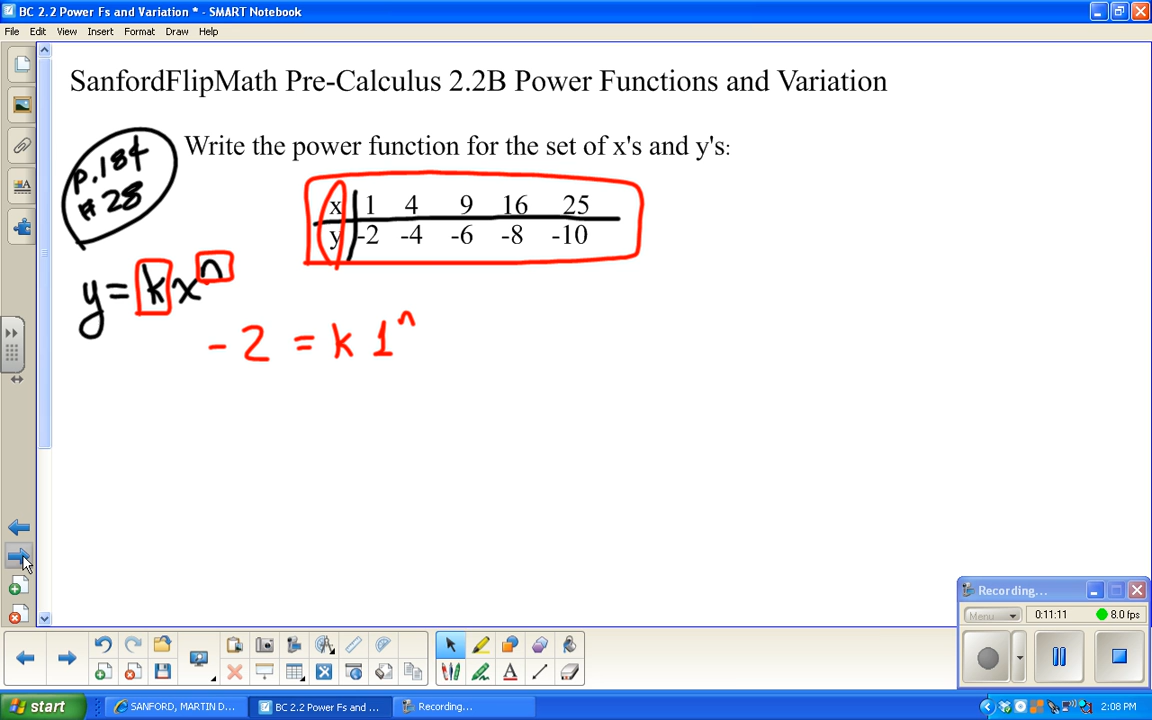 BC 2.2 Power Fs and Variation * - SMART Notebook
File Edit View Insert Format Draw Help
SanfordFlipMath Pre-Calculus 2.2B Power Functions and Variation
p.184
#28
Write the power function for the set of x's and y's:
x 1 4 9 16 25
y -2 -4 -6 -8 -10
y = k x^n
-2 = k 1^n
Recording...
Menu 0:11:11 8.0 fps
start SANFORD, MARTIN D... BC 2.2 Power Fs and ... Recording... 2:08 PM